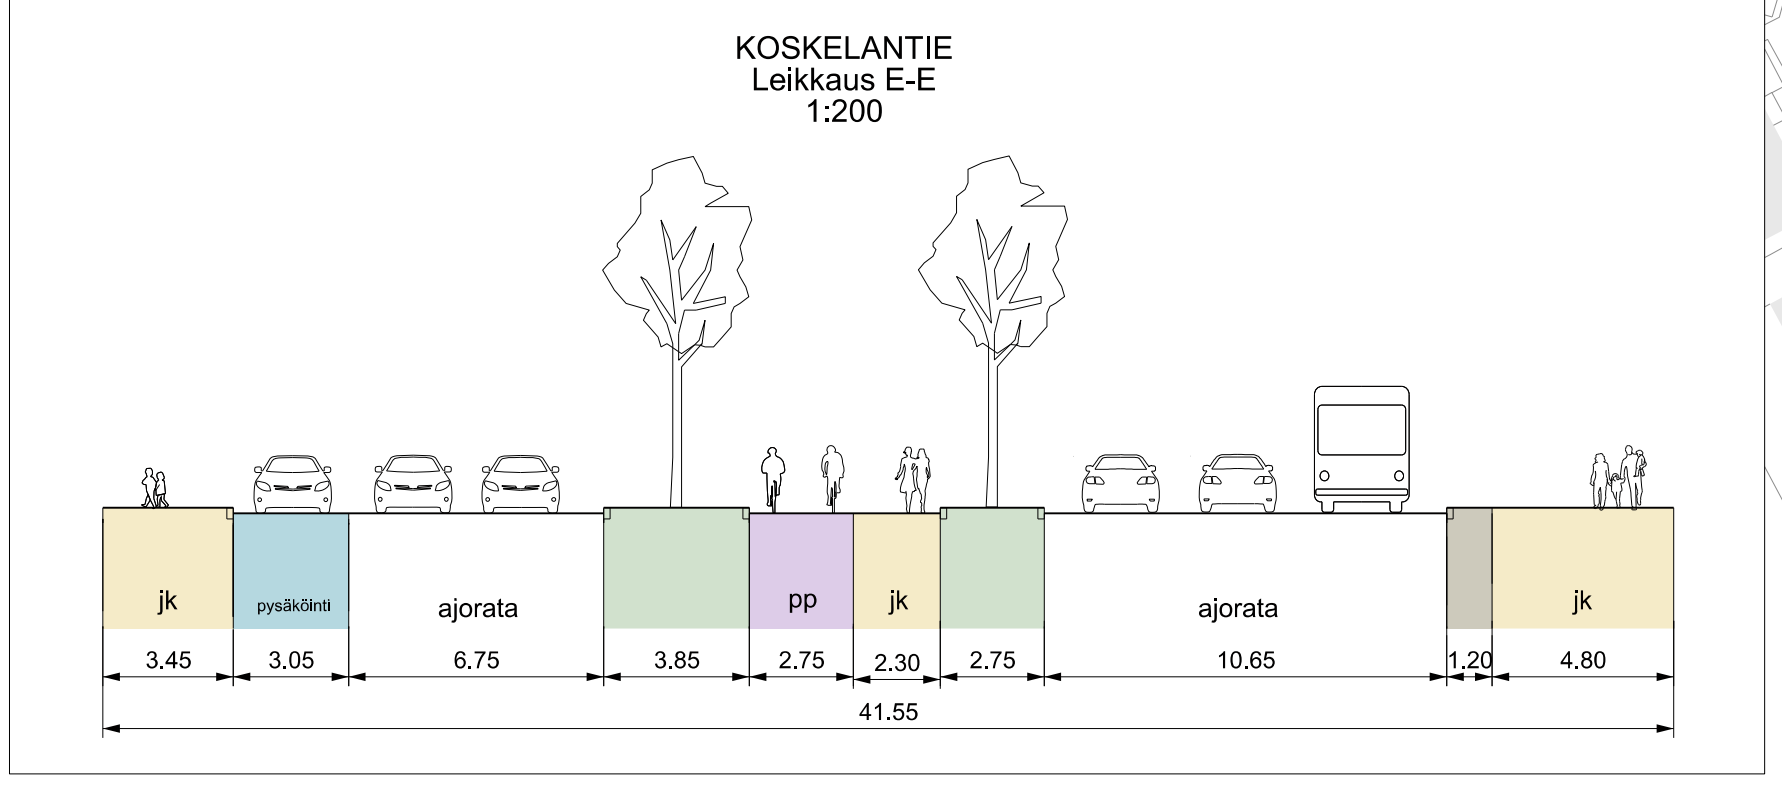 KOSKELANTIE
Leikkaus E-E
1:200
jk
pysäköinti
ajorata
pp
jk
ajorata
jk
3.45
3.05
6.75
3.85
2.75
2.30
2.75
10.65
1.20
4.80
41.55